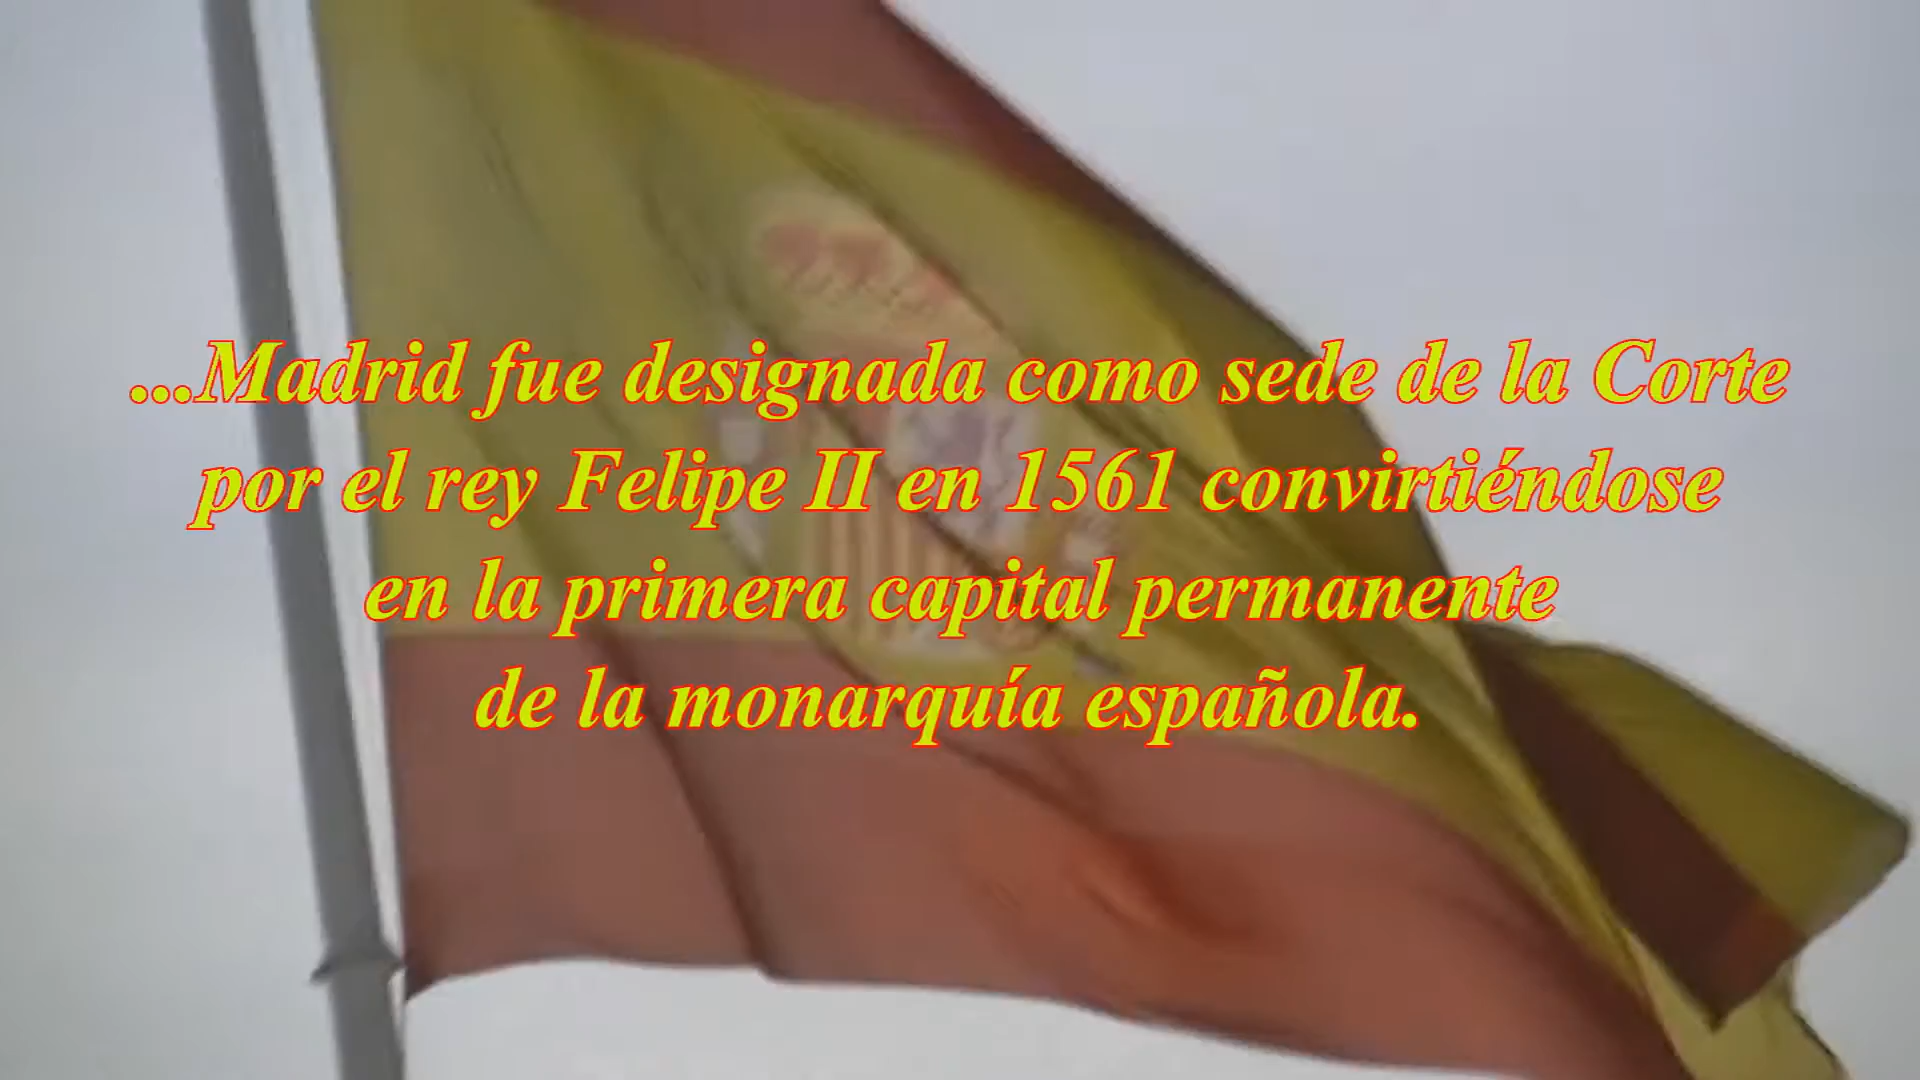 ...Madrid fue designada como sede de la Corte
por el rey Felipe II en 1561 convirtiéndose
en la primera capital permanente
de la monarquía española.